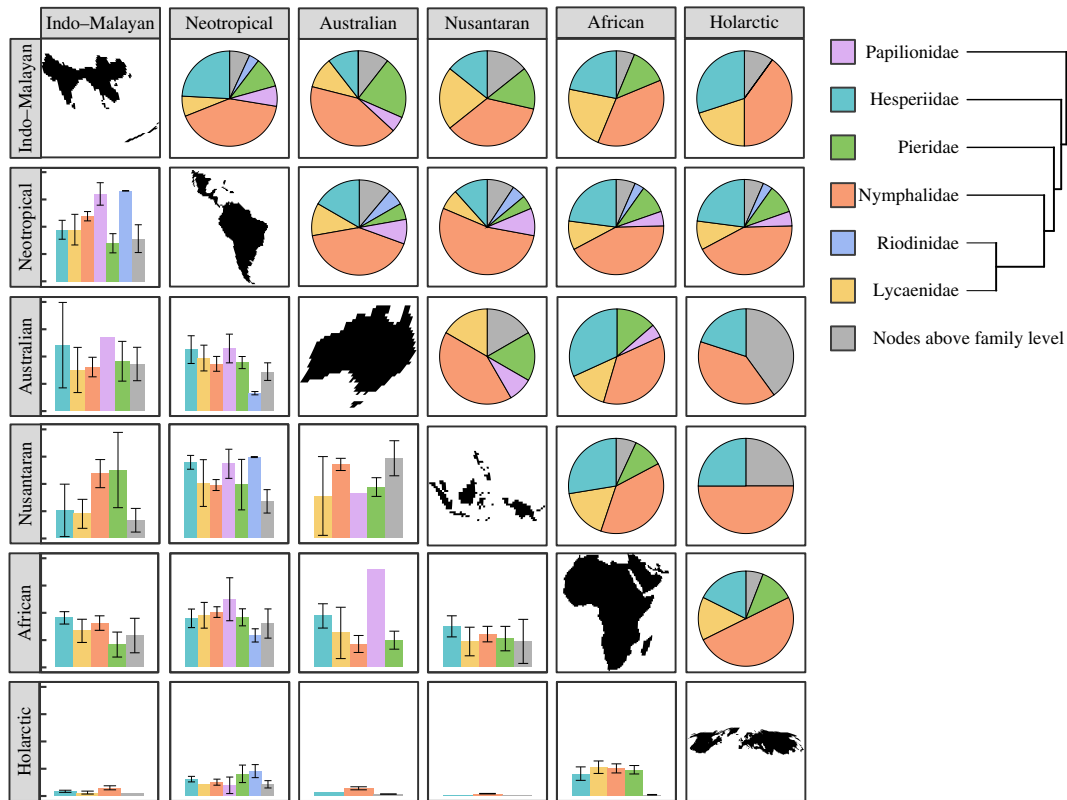 Indo–Malayan
Neotropical
Australian
Nusantaran
African
Holarctic
Indo–Malayan
Neotropical
Australian
Nusantaran
African
Holarctic
Papilionidae
Hesperiidae
Pieridae
Nymphalidae
Riodinidae
Lycaenidae
Nodes above family level